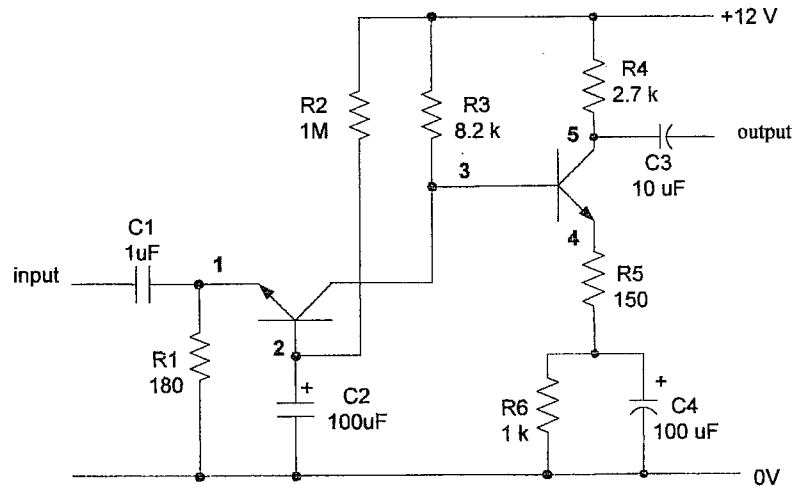 +12 V
R4
2.7 k
R2
1M
R3
8.2 k
5
output
C3
10 uF
3
C1
1uF
4
input
1
R5
150
2
R1
180
+
C2
100uF
R6
1 k
+
C4
100 uF
0V